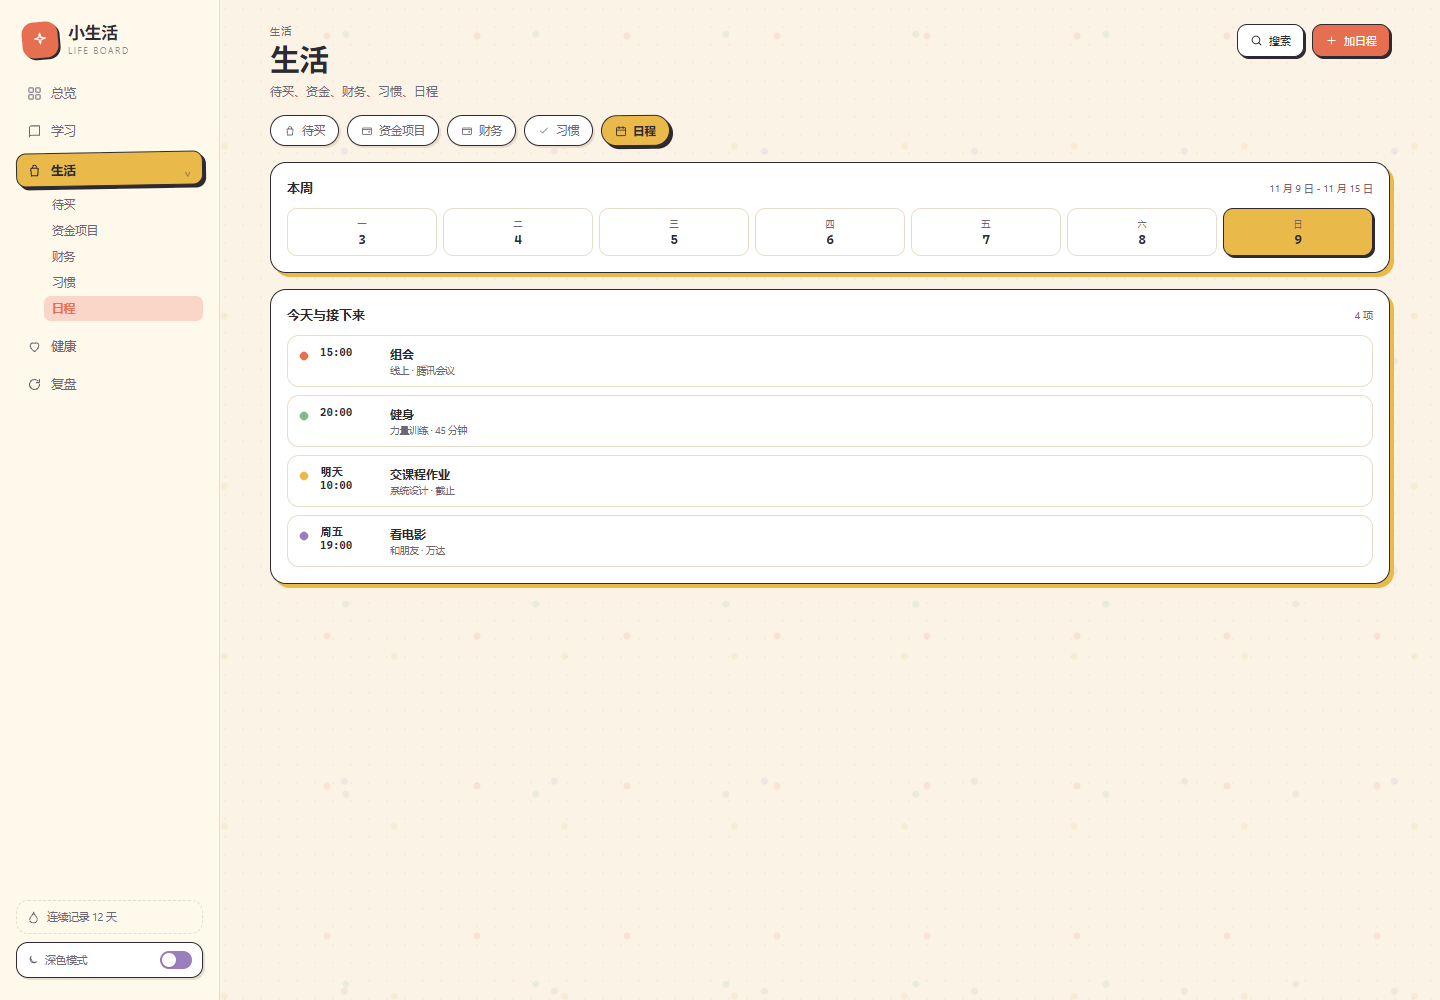 小生活
LIFE BOARD
总览
学习
生活
待买
资金项目
财务
习惯
日程
健康
复盘
连续记录 12 天
深色模式
生活
生活
待买、资金、财务、习惯、日程
搜索
加日程
待买
资金项目
财务
习惯
日程
本周
11 月 9 日 - 11 月 15 日
一
3
二
4
三
5
四
6
五
7
六
8
日
9
今天与接下来
4 项
15:00
组会
线上 · 腾讯会议
20:00
健身
力量训练 · 45 分钟
明天
10:00
交课程作业
系统设计 · 截止
周五
19:00
看电影
和朋友 · 万达